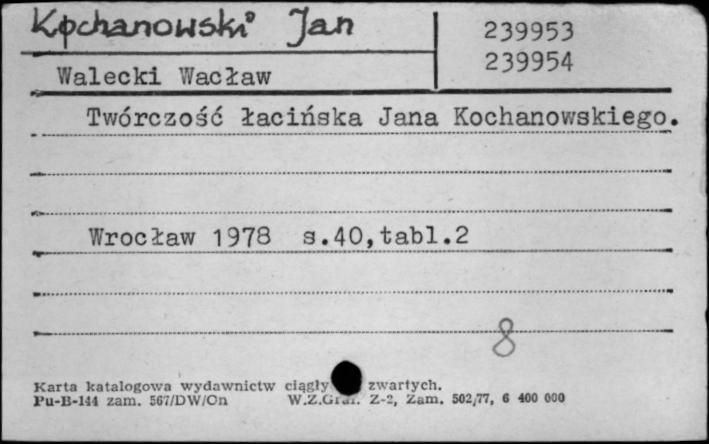 Kochanowski Jan
239953
239954
Walecki Wacław
Twórczość łacińska Jana Kochanowskiego.
Wrocław 1978 s.40,tabl.2
8
Karta katalogowa wydawnictw ciągły zwartych.
Pu-B-144 zam. 567/DW/On W.Z.Graf. Z-2, Zam. 502/77, 6 400 000